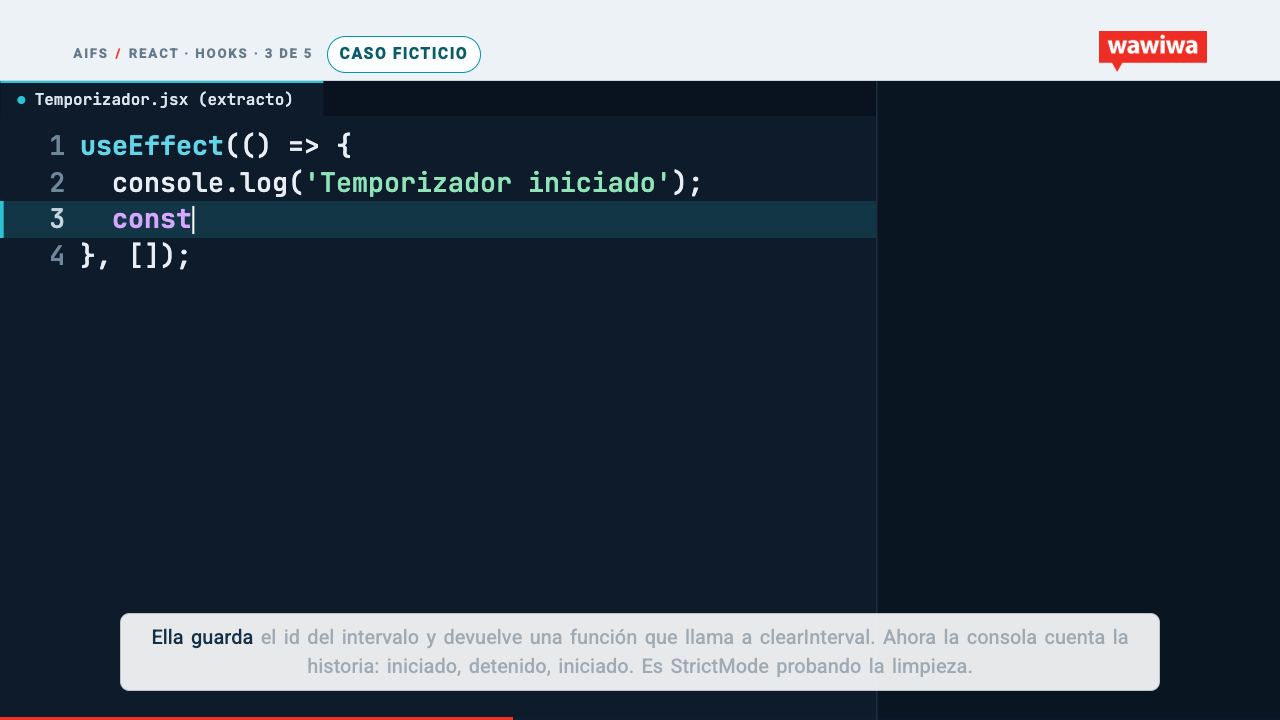 AIFS / REACT · HOOKS · 3 DE 5
CASO FICTICIO
wawiwa
Temporizador.jsx (extracto)
1 useEffect(() => {
2 console.log('Temporizador iniciado');
3 const
4 }, []);
Ella guarda el id del intervalo y devuelve una función que llama a clearInterval. Ahora la consola cuenta la
historia: iniciado, detenido, iniciado. Es StrictMode probando la limpieza.